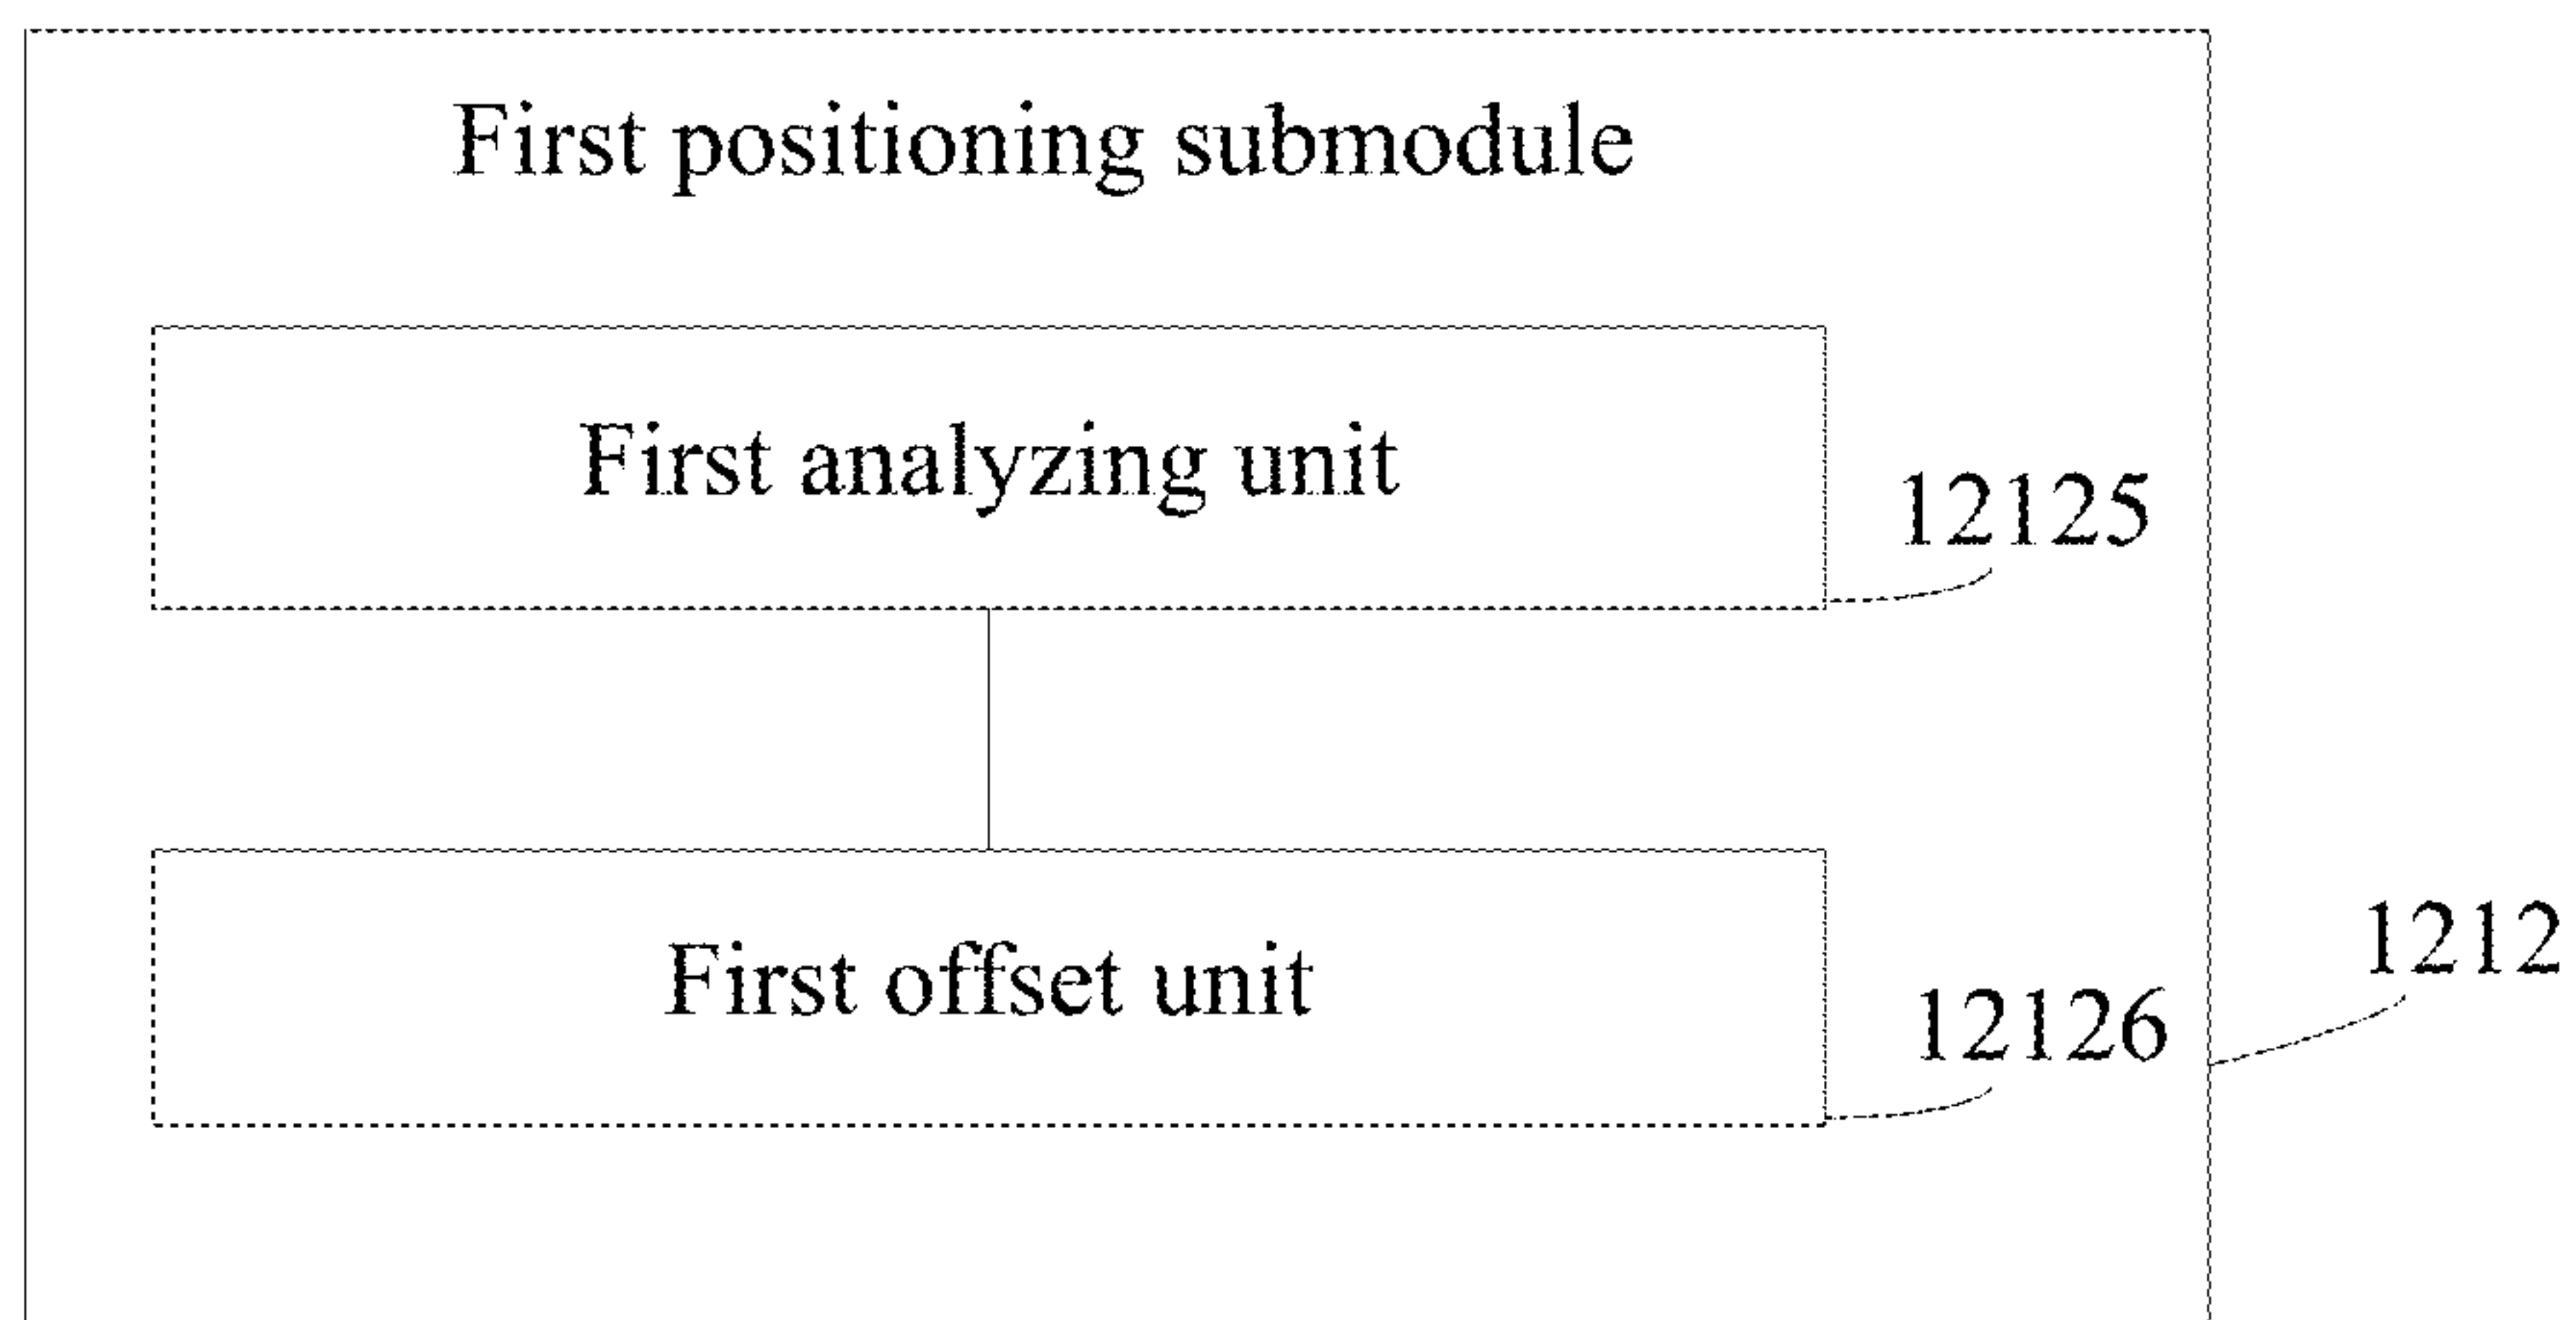 First positioning submodule
First analyzing unit
12125
First offset unit
12126
1212